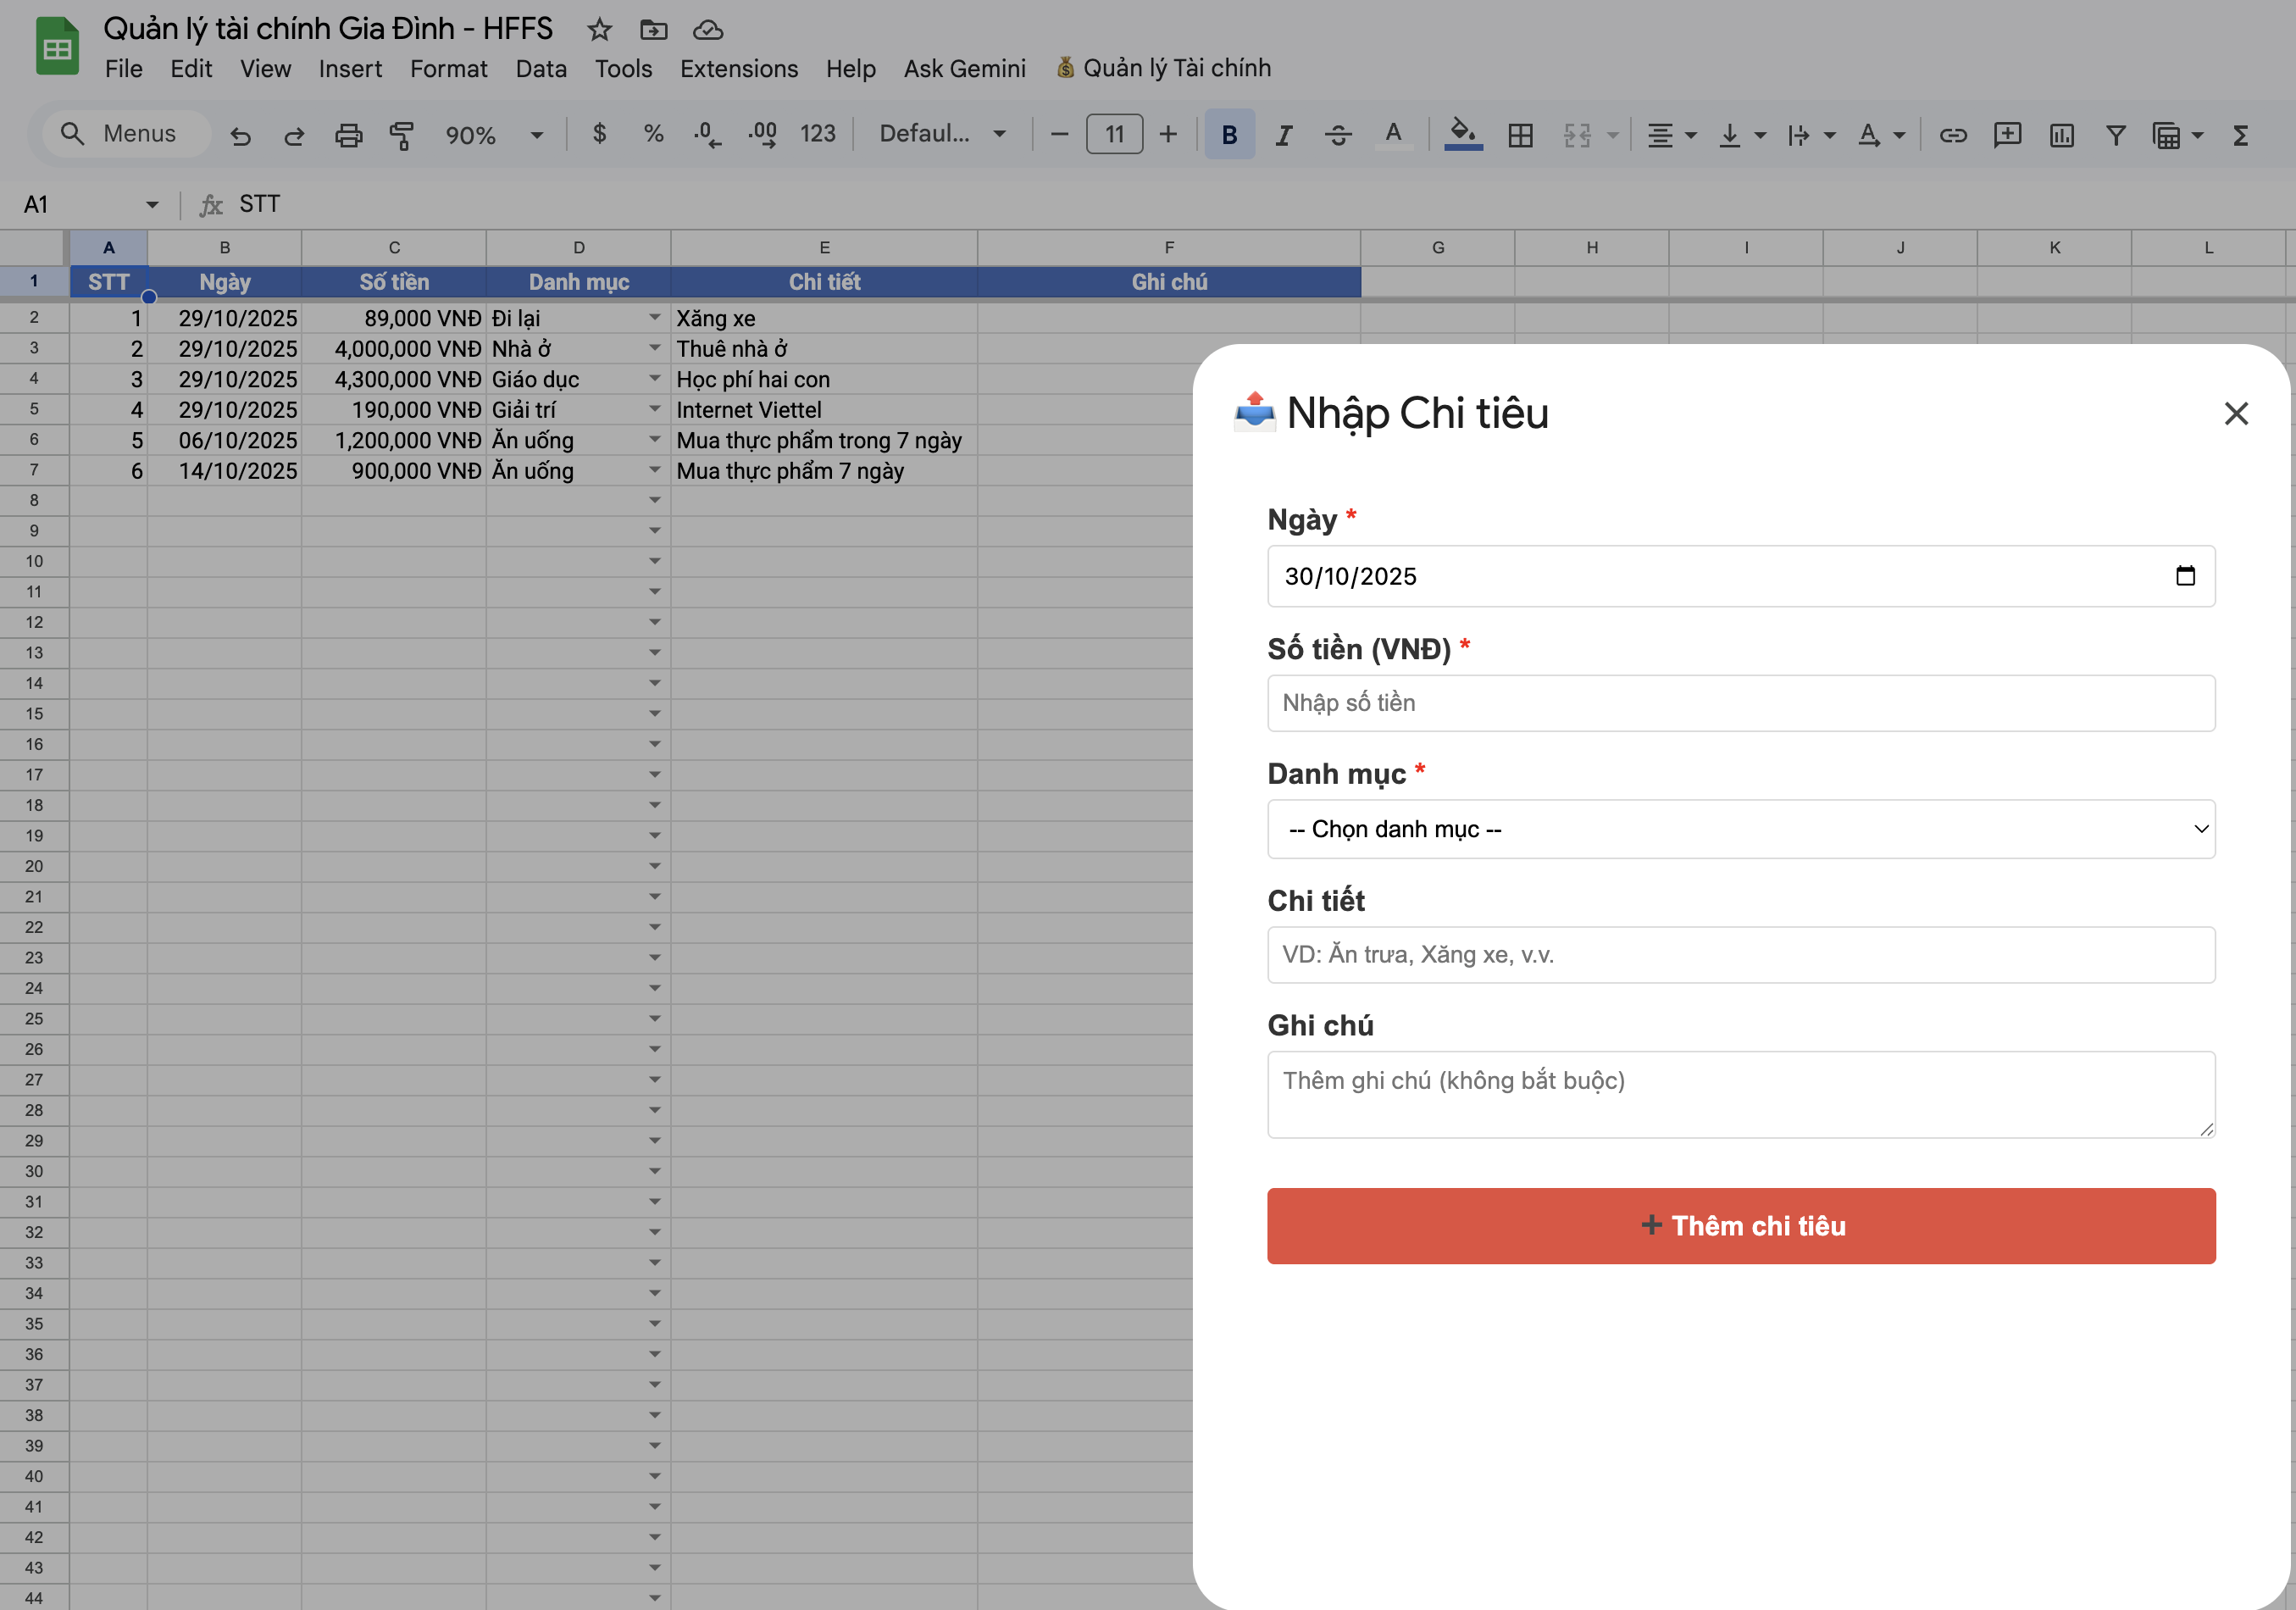 Quản lý tài chính Gia Đình - HFFS
File Edit View Insert Format Data Tools Extensions Help Ask Gemini 💰 Quản lý Tài chính
Menus 90% $ % .0 .00 123 Defaul... 11 B I S A A Σ
A1 fx STT
A B C D E F G H I J K L
1 STT Ngày Số tiền Danh mục Chi tiết Ghi chú
2 1 29/10/2025 89,000 VNĐ Đi lại Xăng xe
3 2 29/10/2025 4,000,000 VNĐ Nhà ở Thuê nhà ở
4 3 29/10/2025 4,300,000 VNĐ Giáo dục Học phí hai con
5 4 29/10/2025 190,000 VNĐ Giải trí Internet Viettel
6 5 06/10/2025 1,200,000 VNĐ Ăn uống Mua thực phẩm trong 7 ngày
7 6 14/10/2025 900,000 VNĐ Ăn uống Mua thực phẩm 7 ngày
8
9
10
11
12
13
14
15
16
17
18
19
20
21
22
23
24
25
26
27
28
29
30
31
32
33
34
35
36
37
38
39
40
41
42
43
44
📤 Nhập Chi tiêu
Ngày *
30/10/2025
Số tiền (VNĐ) *
Nhập số tiền
Danh mục *
-- Chọn danh mục --
Chi tiết
VD: Ăn trưa, Xăng xe, v.v.
Ghi chú
Thêm ghi chú (không bắt buộc)
➕ Thêm chi tiêu